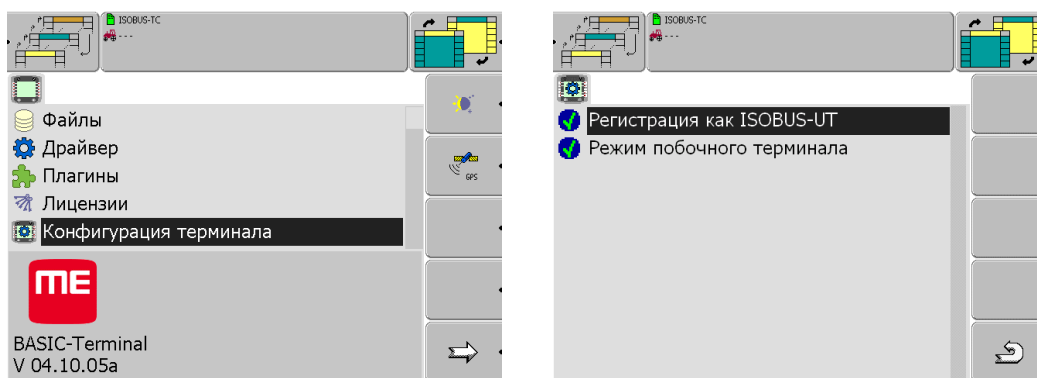 ISOBUS-TC
---
Файлы
Драйвер
GPS
Плагины
Лицензии
Конфигурация терминала
ME
BASIC-Terminal
V 04.10.05a
ISOBUS-TC
---
Регистрация как ISOBUS-UT
Режим побочного терминала